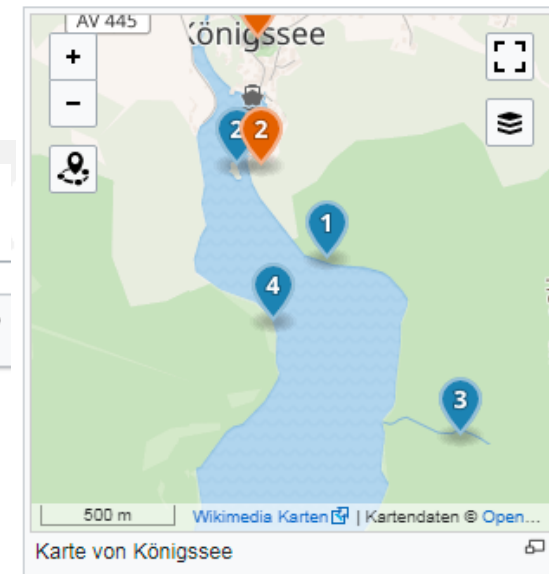 AV 445
Königssee
+
−
2
2
1
4
3
500 m
Wikimedia Karten | Kartendaten © Open...
Karte von Königssee